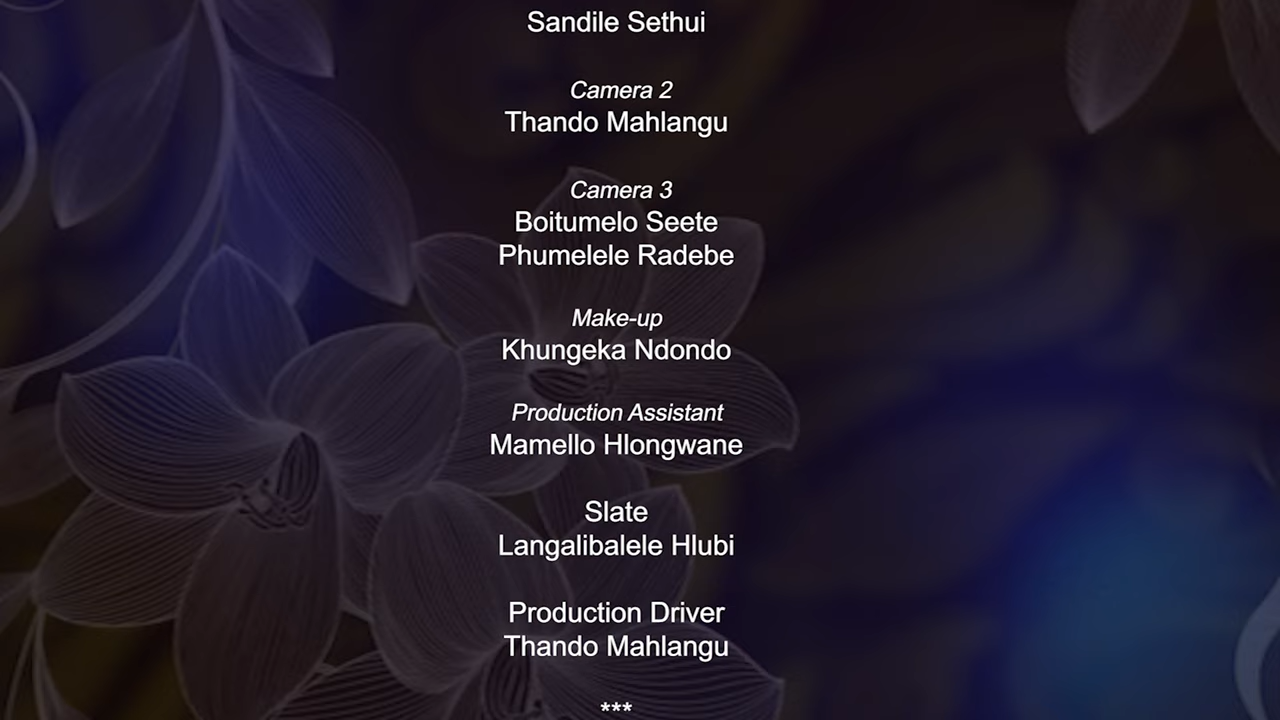 Sandile Sethui
Camera 2
Thando Mahlangu
Camera 3
Boitumelo Seete
Phumelele Radebe
Make-up
Khungeka Ndondo
Production Assistant
Mamello Hlongwane
Slate
Langalibalele Hlubi
Production Driver
Thando Mahlangu
***